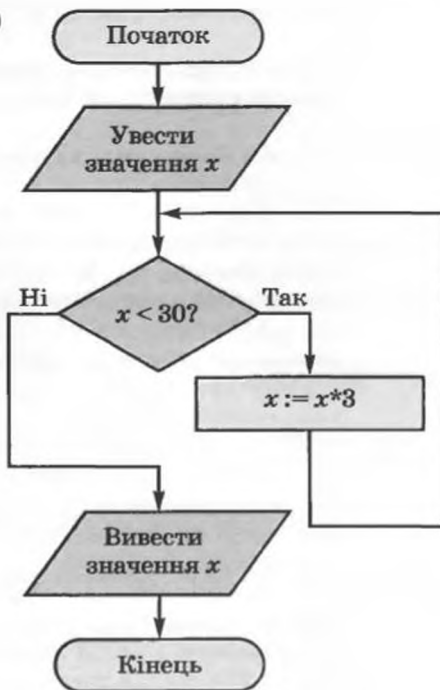 )
Початок
Увести
значення x
x < 30?
Ні
Так
x := x*3
Вивести
значення x
Кінець